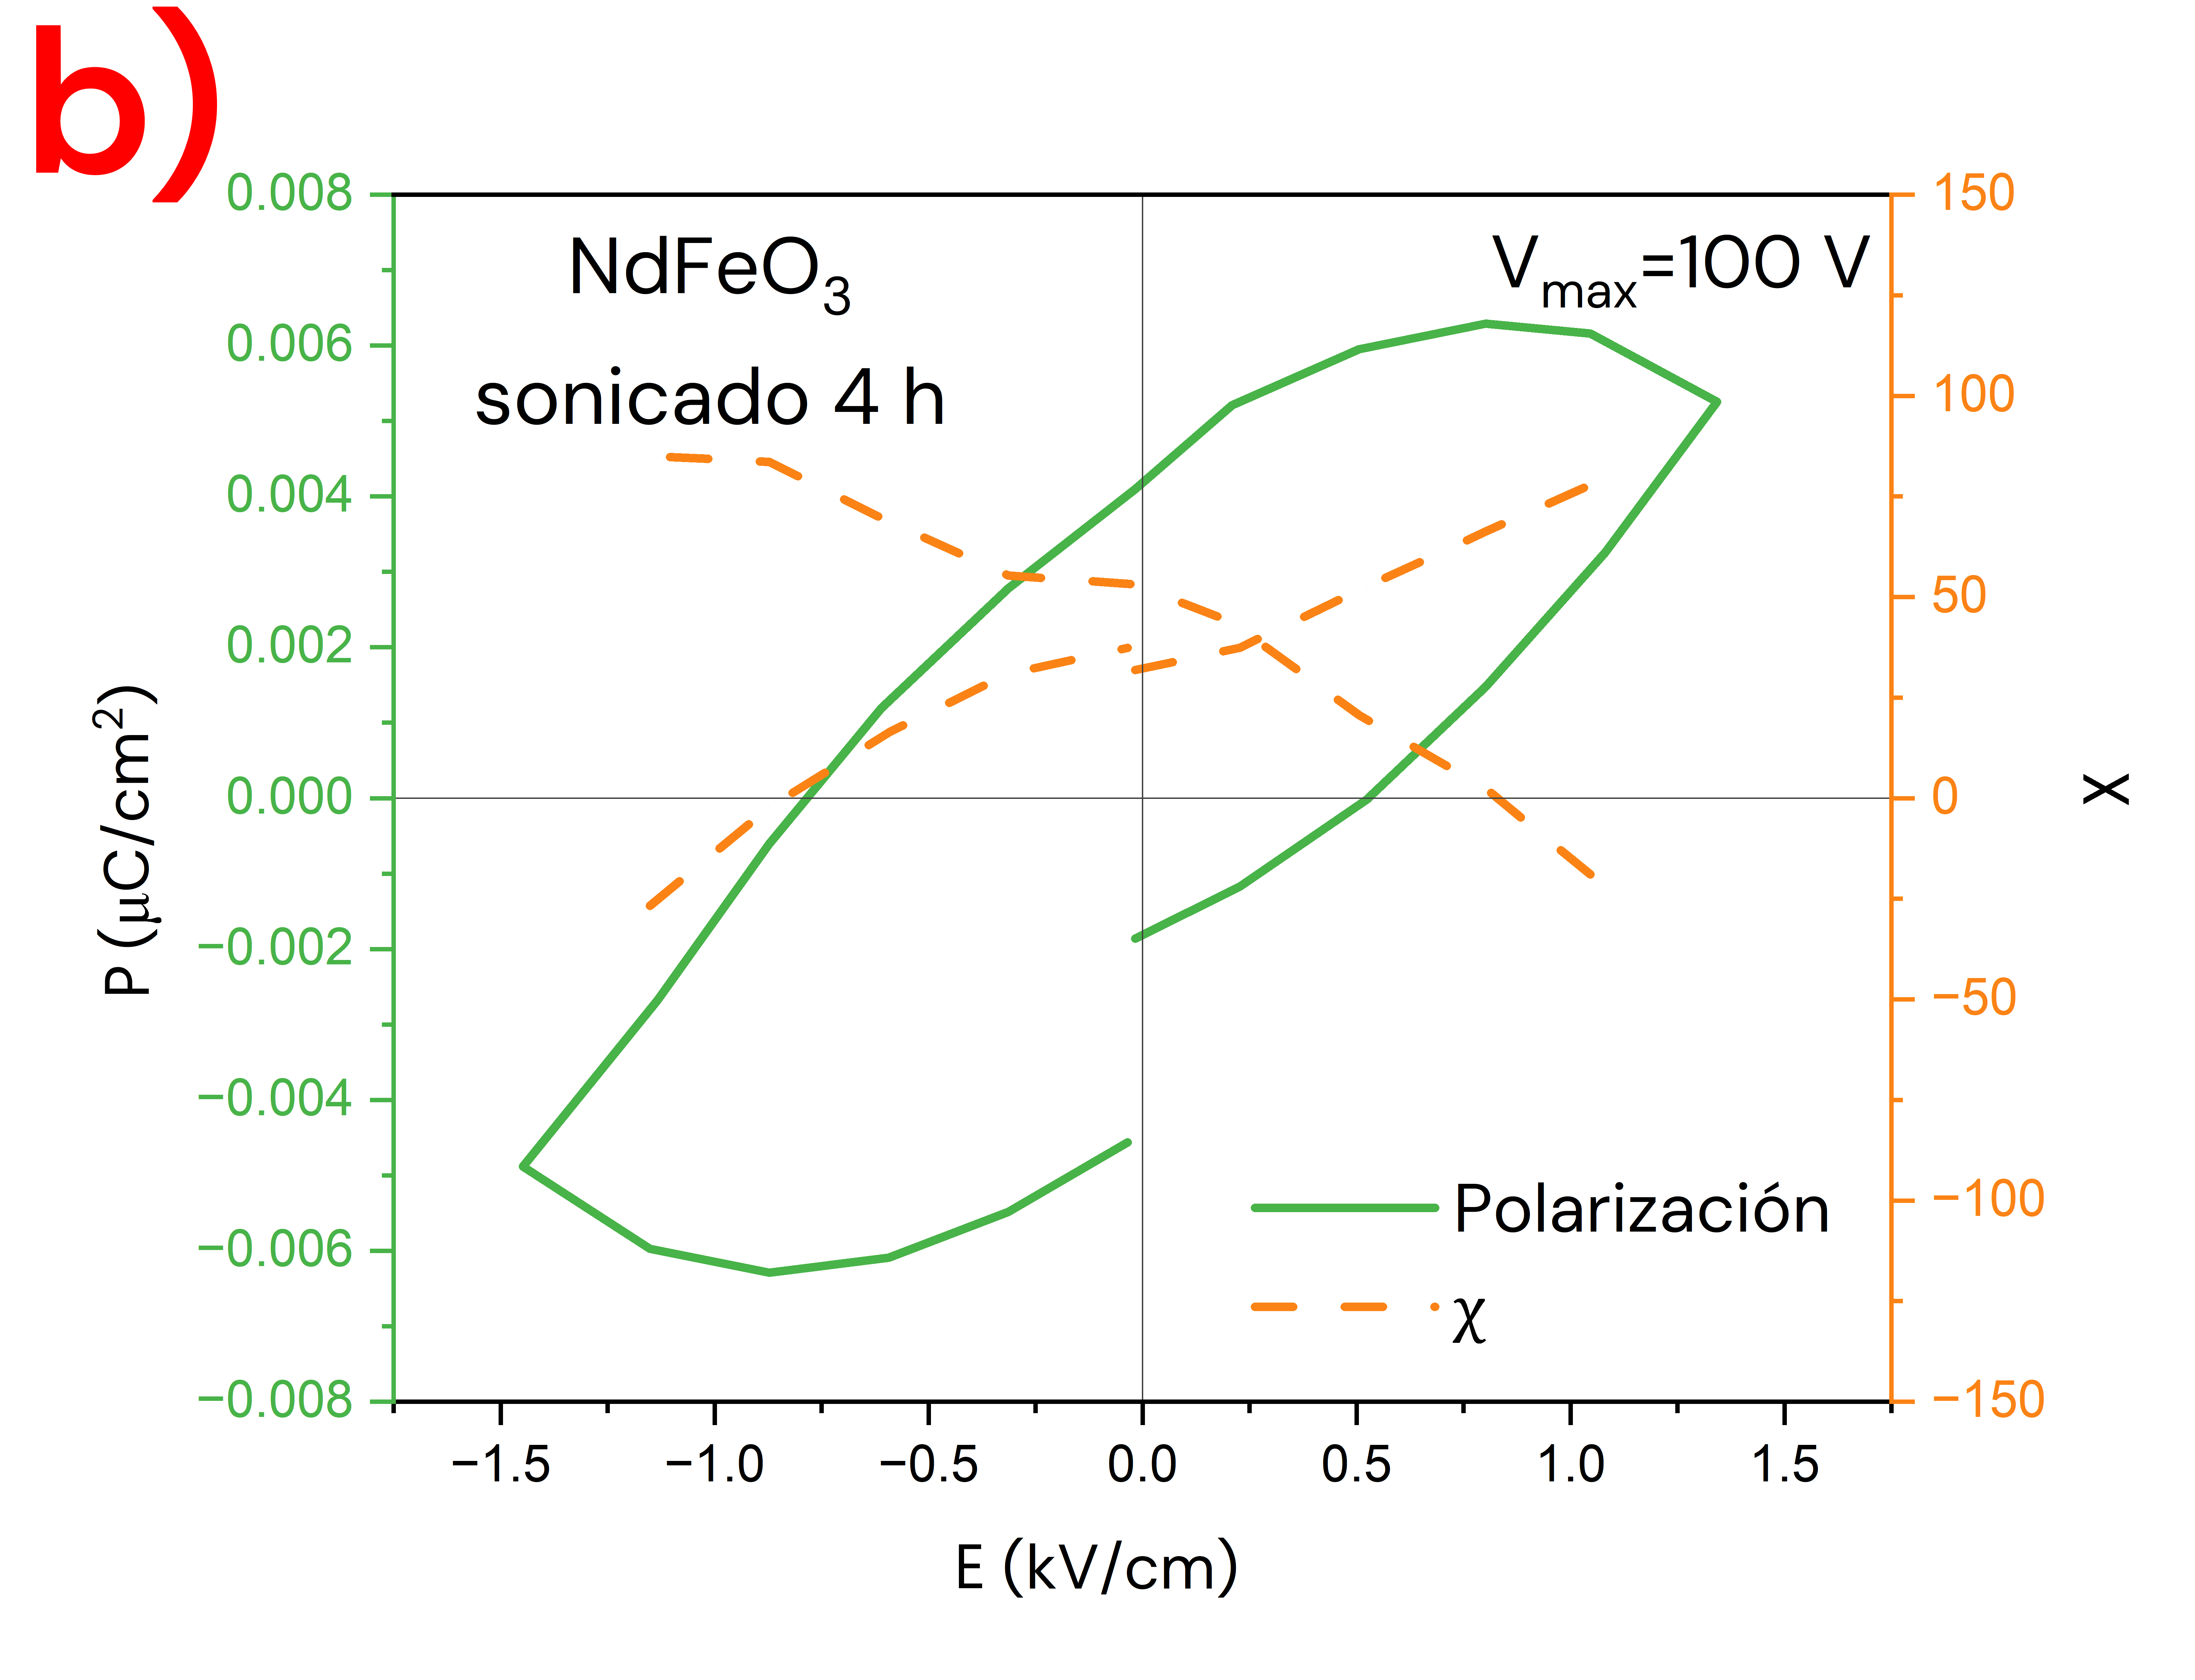 b)
NdFeO3
sonicado 4 h
Vmax=100 V
0.008
0.006
0.004
0.002
0.000
−0.002
−0.004
−0.006
−0.008
P (μC/cm2)
150
100
50
0
−50
−100
−150
χ
Polarización
χ
−1.5 −1.0 −0.5 0.0 0.5 1.0 1.5
E (kV/cm)